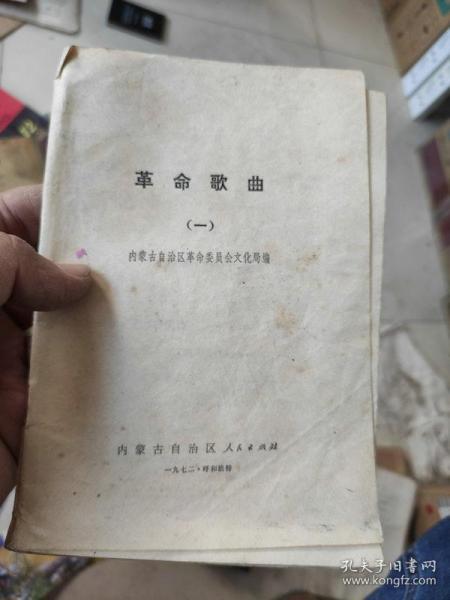 革命歌曲
（一）
内蒙古自治区革命委员会文化局编
内蒙古自治区人民出版社
一九七二·呼和浩特
孔夫子旧书网
www.kongfz.com